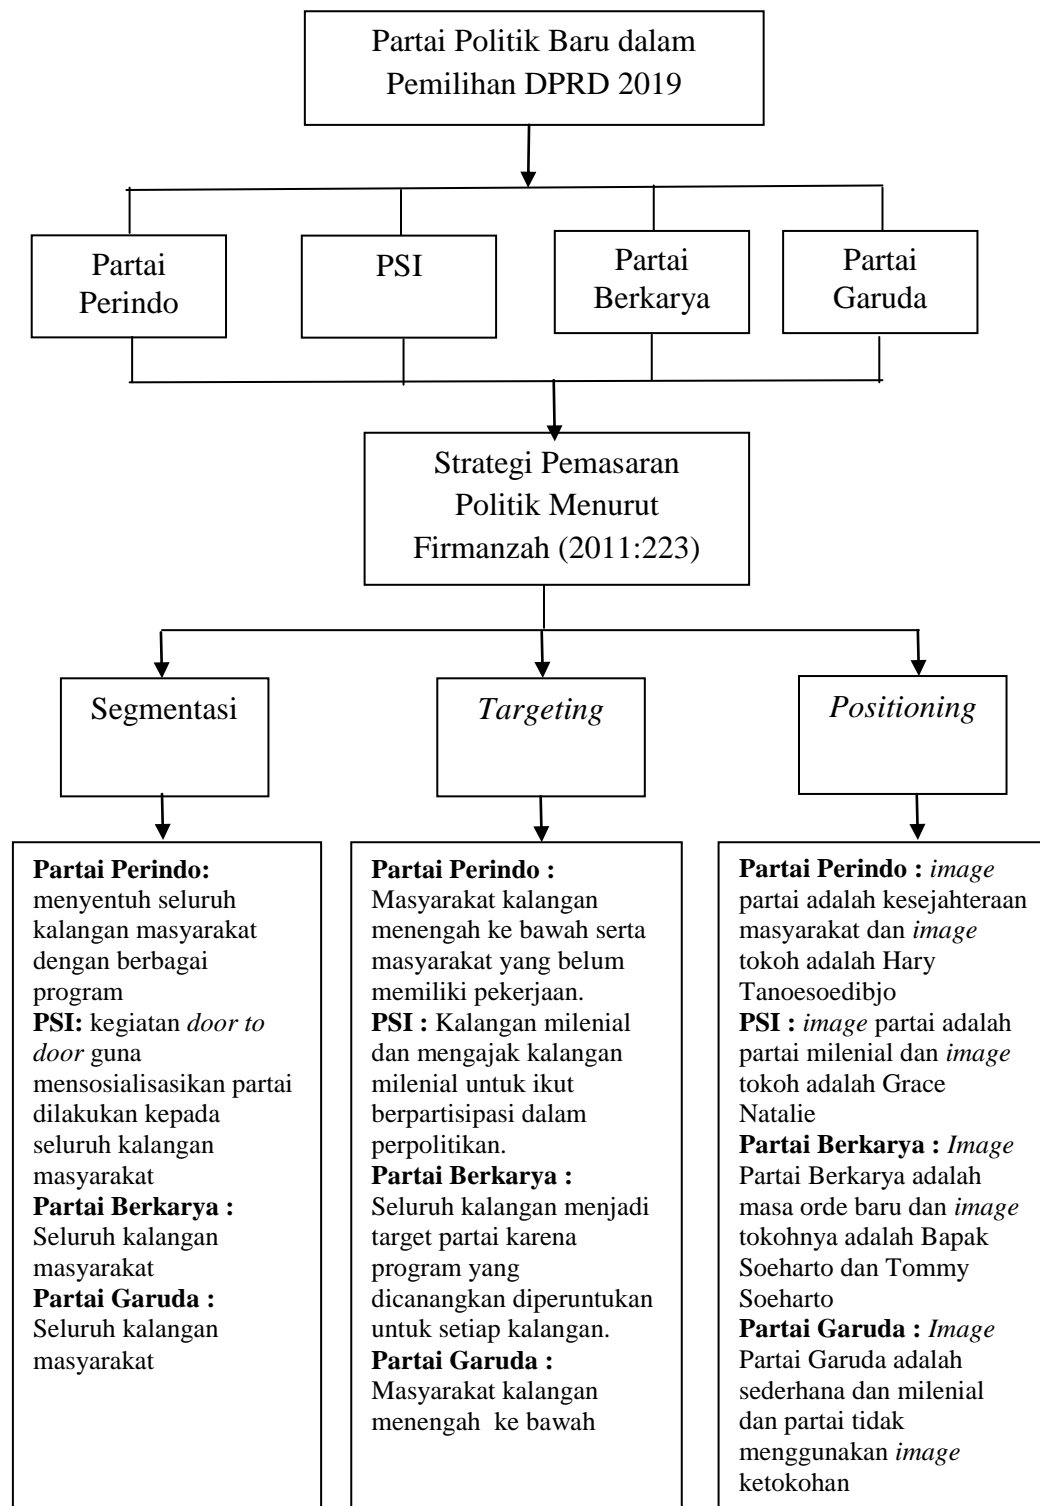 Partai Politik Baru dalam
Pemilihan DPRD 2019
Partai
Perindo
PSI
Partai
Berkarya
Partai
Garuda
Strategi Pemasaran
Politik Menurut
Firmanzah (2011:223)
Segmentasi
Targeting
Positioning
Partai Perindo:
menyentuh seluruh
kalangan masyarakat
dengan berbagai
program
PSI: kegiatan door to
door guna
mensosialisasikan partai
dilakukan kepada
seluruh kalangan
masyarakat
Partai Berkarya :
Seluruh kalangan
masyarakat
Partai Garuda :
Seluruh kalangan
masyarakat
Partai Perindo :
Masyarakat kalangan
menengah ke bawah serta
masyarakat yang belum
memiliki pekerjaan.
PSI : Kalangan milenial
dan mengajak kalangan
milenial untuk ikut
berpartisipasi dalam
perpolitikan.
Partai Berkarya :
Seluruh kalangan menjadi
target partai karena
program yang
dicanangkan diperuntukan
untuk setiap kalangan.
Partai Garuda :
Masyarakat kalangan
menengah ke bawah
Partai Perindo : image
partai adalah kesejahteraan
masyarakat dan image
tokoh adalah Hary
Tanoesoedibjo
PSI : image partai adalah
partai milenial dan image
tokoh adalah Grace
Natalie
Partai Berkarya : Image
Partai Berkarya adalah
masa orde baru dan image
tokohnya adalah Bapak
Soeharto dan Tommy
Soeharto
Partai Garuda : Image
Partai Garuda adalah
sederhana dan milenial
dan partai tidak
menggunakan image
ketokohan